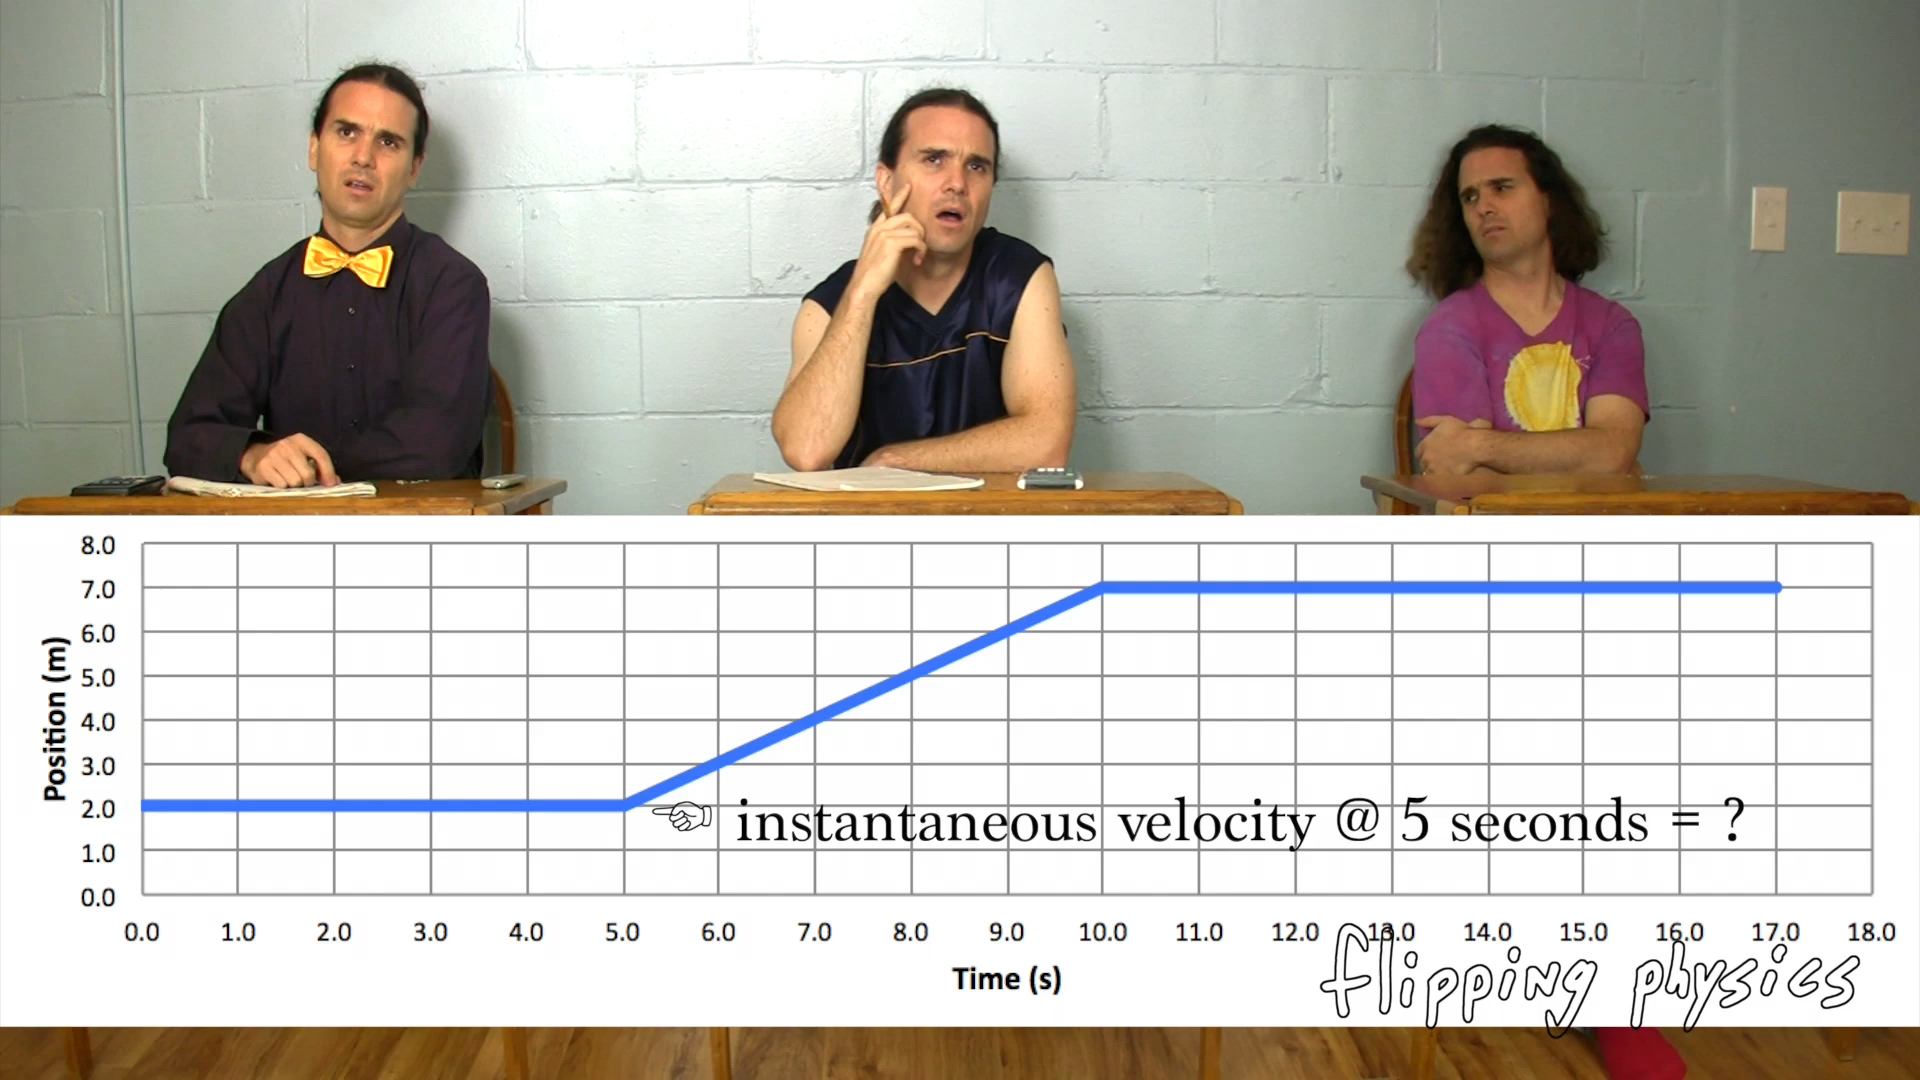 8.0
7.0
6.0
5.0
4.0
3.0
2.0
1.0
0.0
Position (m)
instantaneous velocity @ 5 seconds = ?
0.0 1.0 2.0 3.0 4.0 5.0 6.0 7.0 8.0 9.0 10.0 11.0 12.0 13.0 14.0 15.0 16.0 17.0 18.0
Time (s)
flipping physics